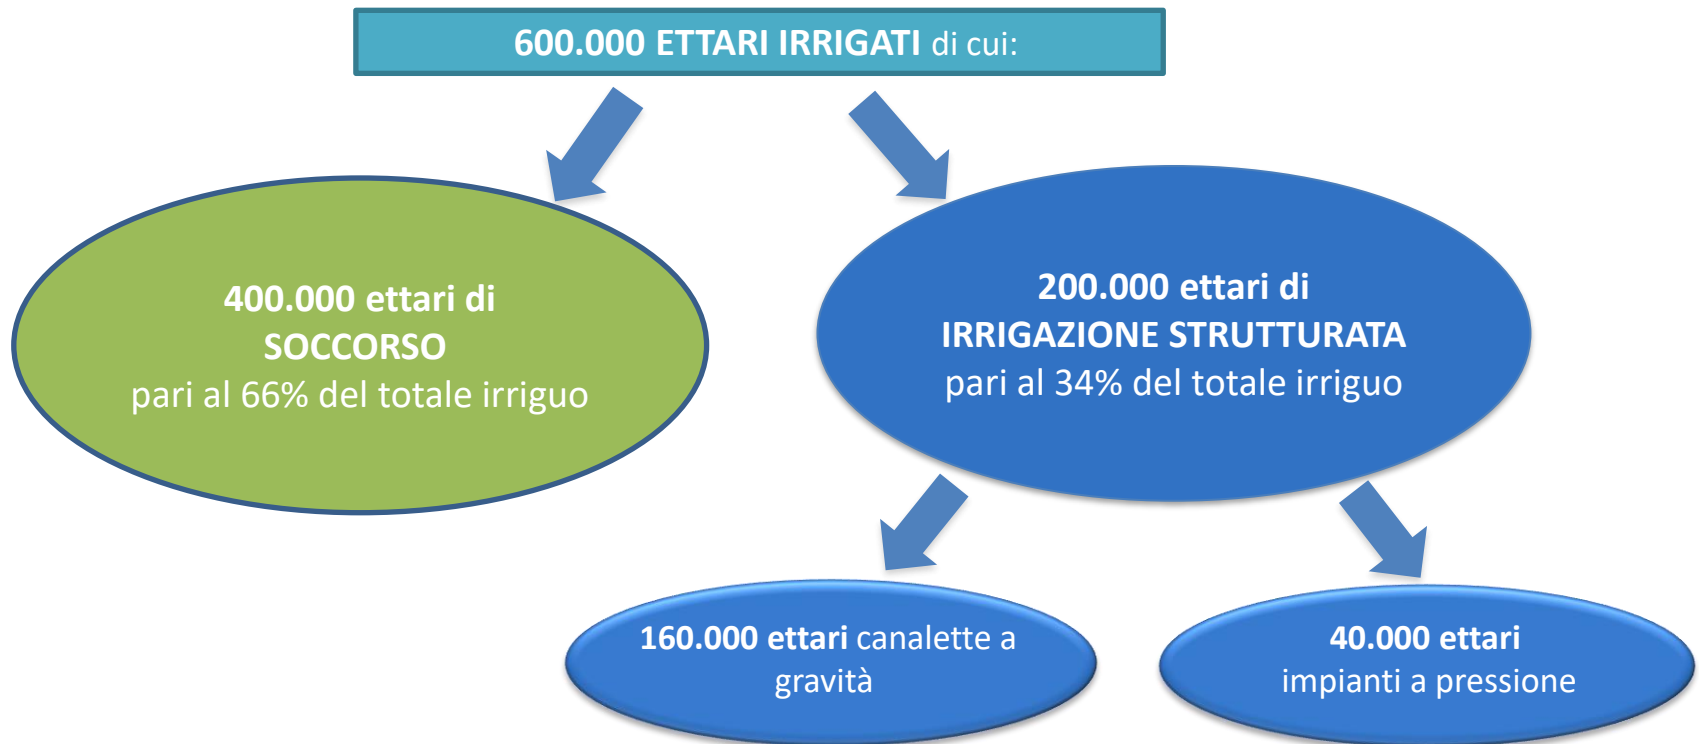 600.000 ETTARI IRRIGATI di cui:
400.000 ettari di
SOCCORSO
pari al 66% del totale irriguo
200.000 ettari di
IRRIGAZIONE STRUTTURATA
pari al 34% del totale irriguo
160.000 ettari canalette a
gravità
40.000 ettari
impianti a pressione